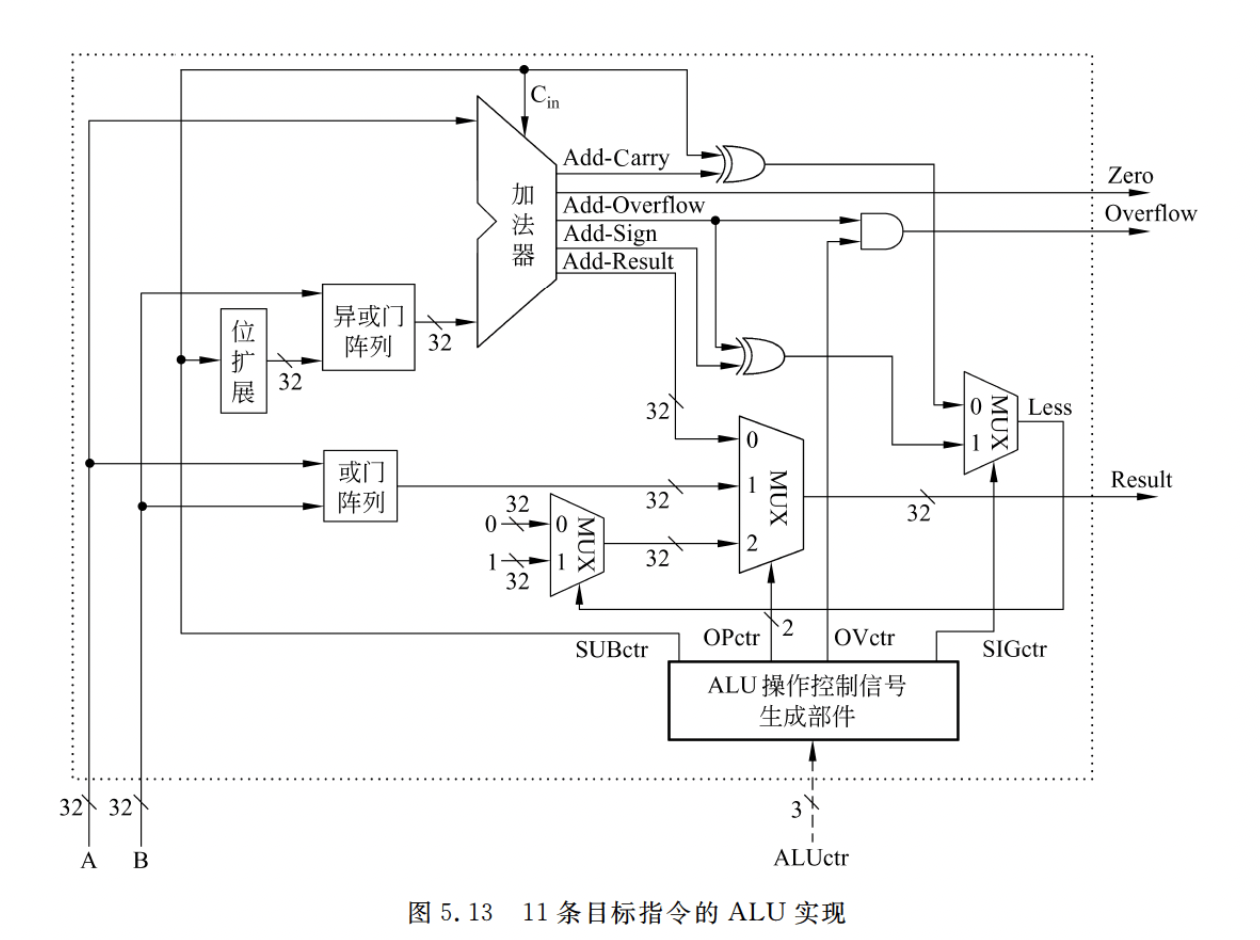 Cin
Add-Carry
Zero
加法器
Add-Overflow
Overflow
Add-Sign
Add-Result
异或门
阵列
32
位扩展
32
32
0
1
MUX
Less
或门
阵列
0
1
2
MUX
32
32
0
1
32
32
0
1
MUX
32
Result
SUBctr
OPctr
2
OVctr
SIGctr
ALU 操作控制信号
生成部件
32
32
3
A
B
ALUctr
图 5.13 11 条目标指令的 ALU 实现